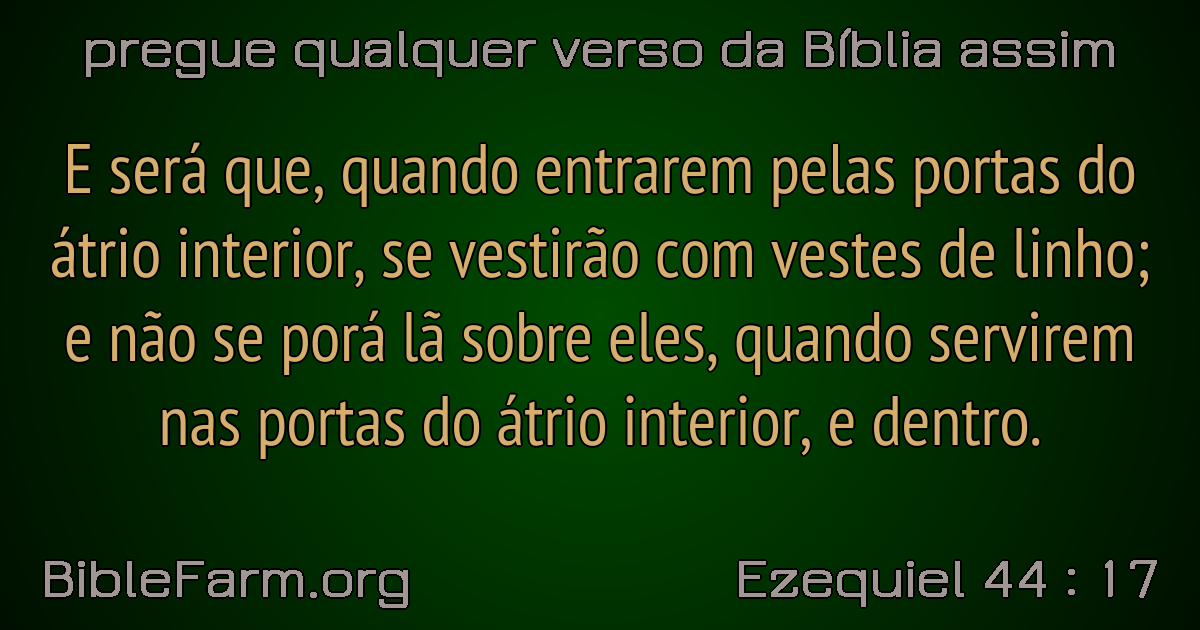 pregue qualquer verso da Bíblia assim
E será que, quando entrarem pelas portas do
átrio interior, se vestirão com vestes de linho;
e não se porá lã sobre eles, quando servirem
nas portas do átrio interior, e dentro.
BibleFarm.org
Ezequiel 44 : 17